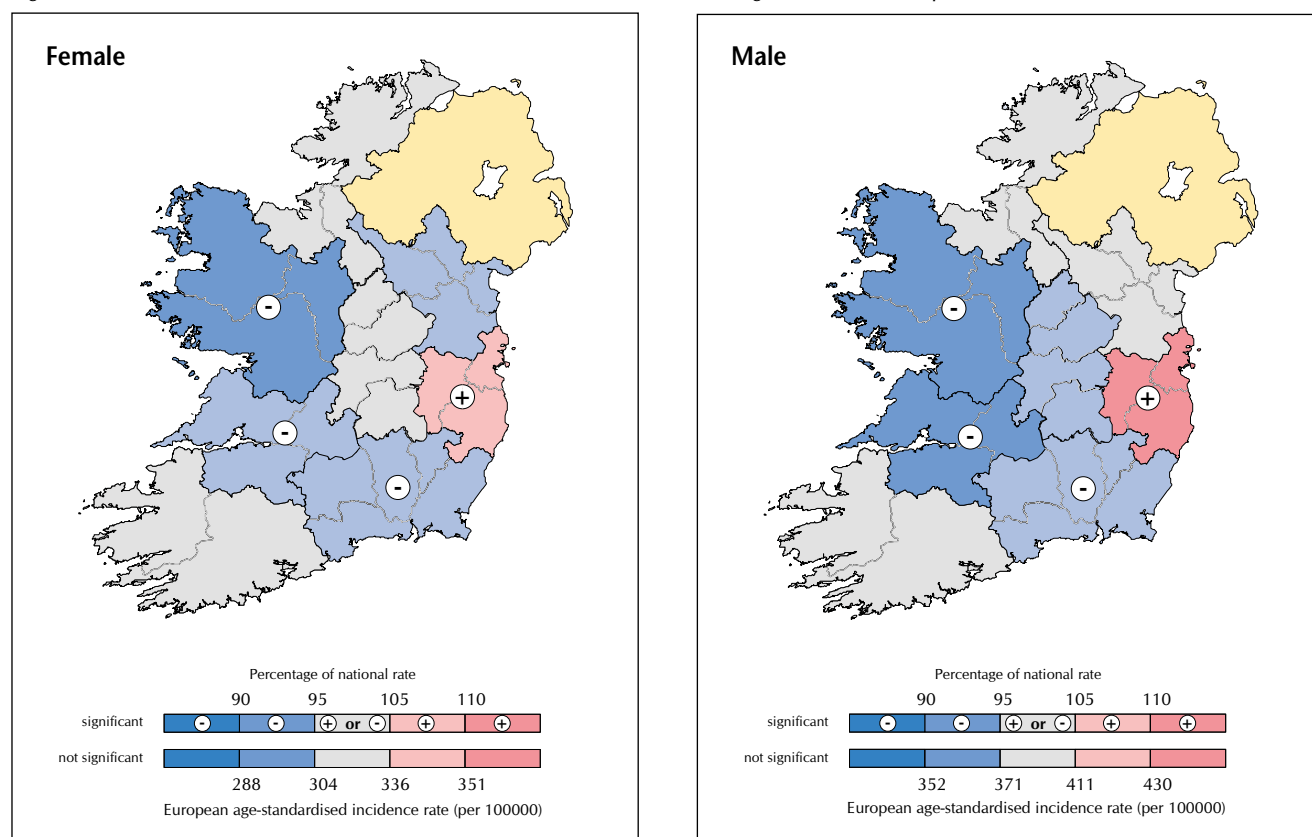 Female
-
-
+
-
Percentage of national rate
90 95 105 110
significant - - + or - + +
not significant
288 304 336 351
European age-standardised incidence rate (per 100000)
Male
-
+
-
-
Percentage of national rate
90 95 105 110
significant - - + or - + +
not significant
352 371 411 430
European age-standardised incidence rate (per 100000)